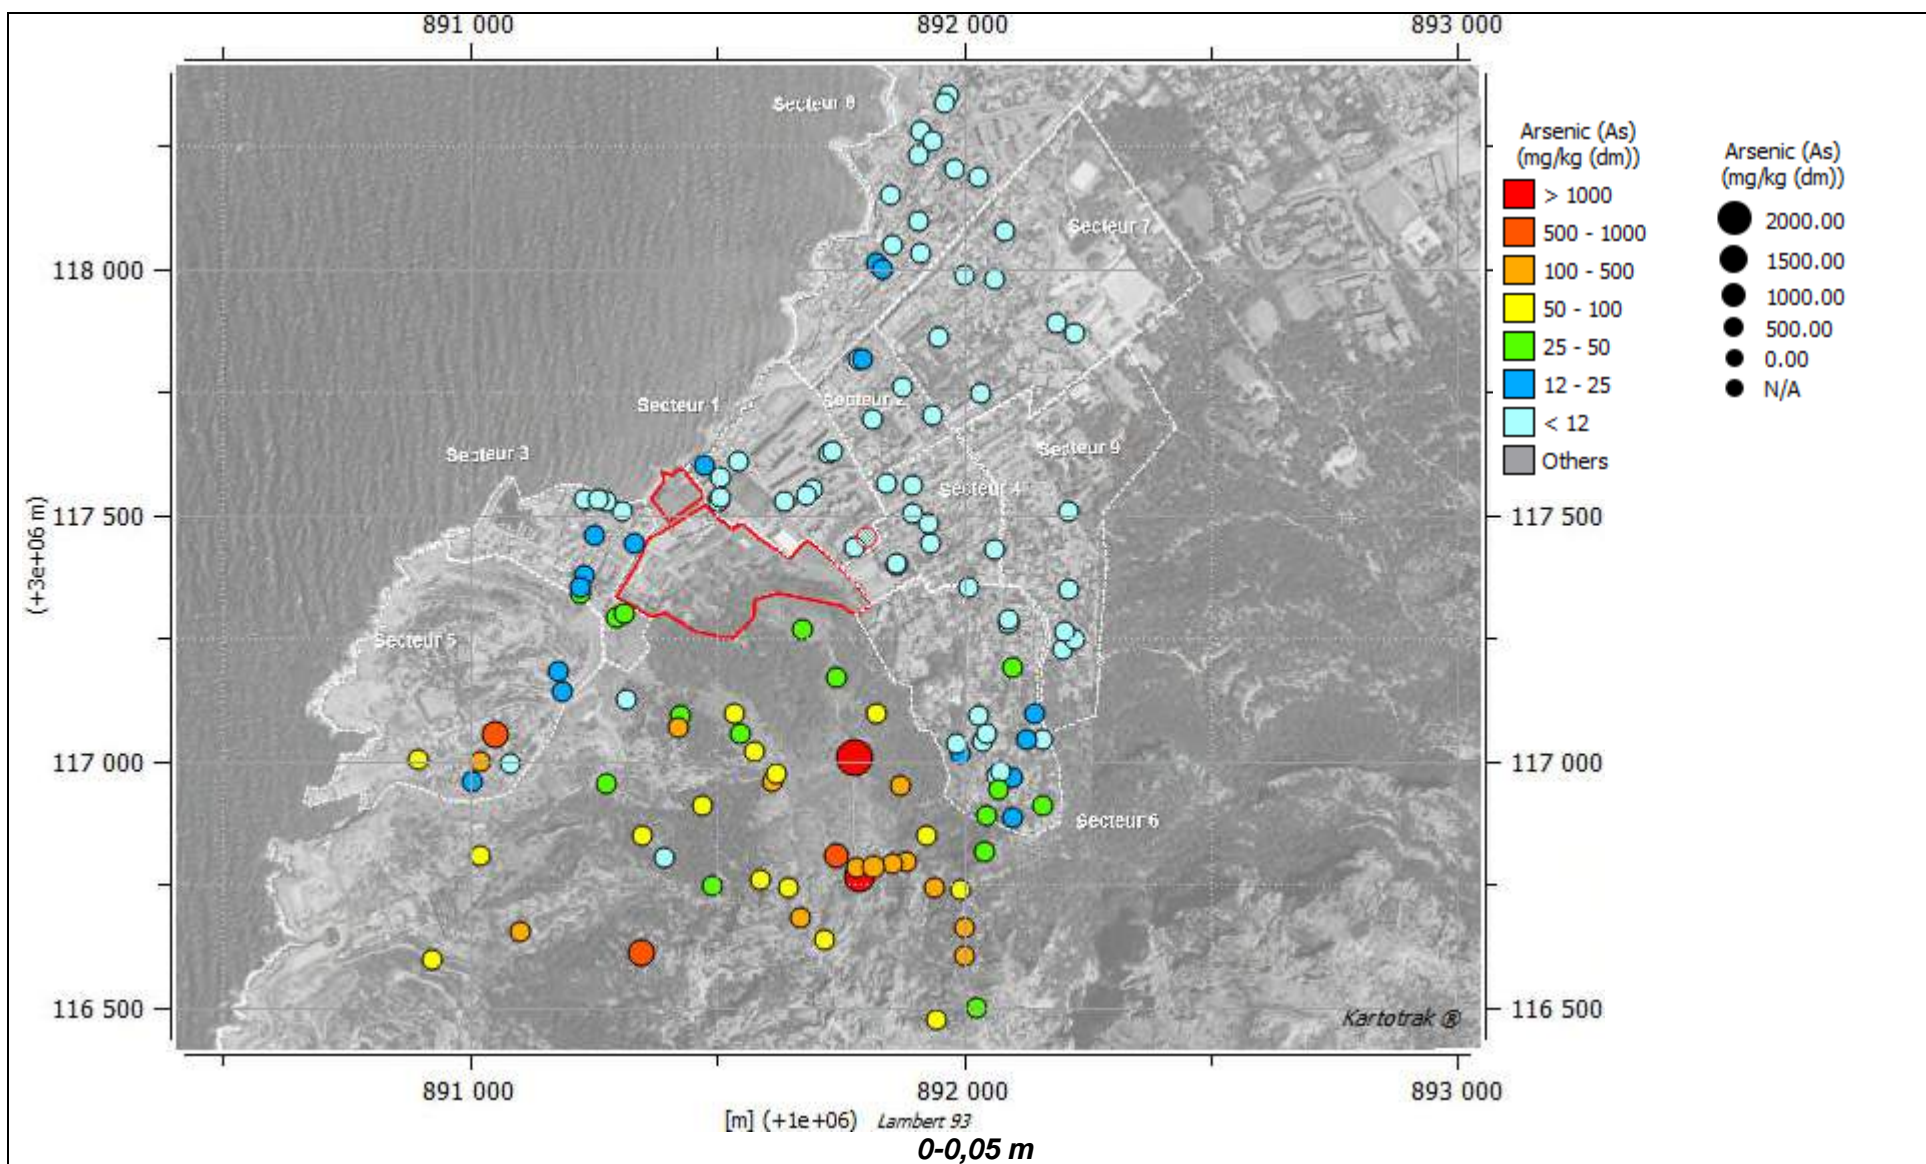 891 000
892 000
893 000
Secteur 8
Secteur 7
118 000
Secteur 1
Secteur 2
Secteur 3
Secteur 9
Secteur 4
117 500
117 500
(+3e+06 m)
Secteur 5
117 000
117 000
Secteur 6
116 500
116 500
Kartotrak ®
891 000
892 000
893 000
[m] (+1e+06) Lambert 93
0-0,05 m
Arsenic (As)
(mg/kg (dm))
> 1000
500 - 1000
100 - 500
50 - 100
25 - 50
12 - 25
< 12
Others
Arsenic (As)
(mg/kg (dm))
2000.00
1500.00
1000.00
500.00
0.00
N/A